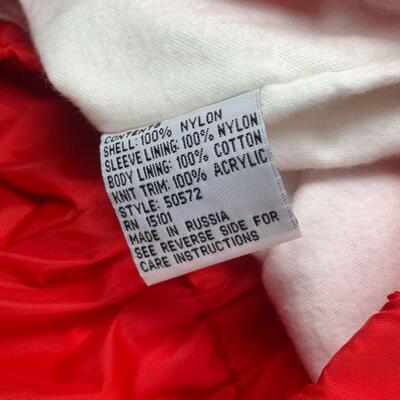 CONTENTS
SHELL: 100% NYLON
SLEEVE LINING: 100% NYLON
BODY LINING: 100% COTTON
KNIT TRIM: 100% ACRYLIC
STYLE: 50572
RN 15101
MADE IN RUSSIA
SEE REVERSE SIDE FOR
CARE INSTRUCTIONS